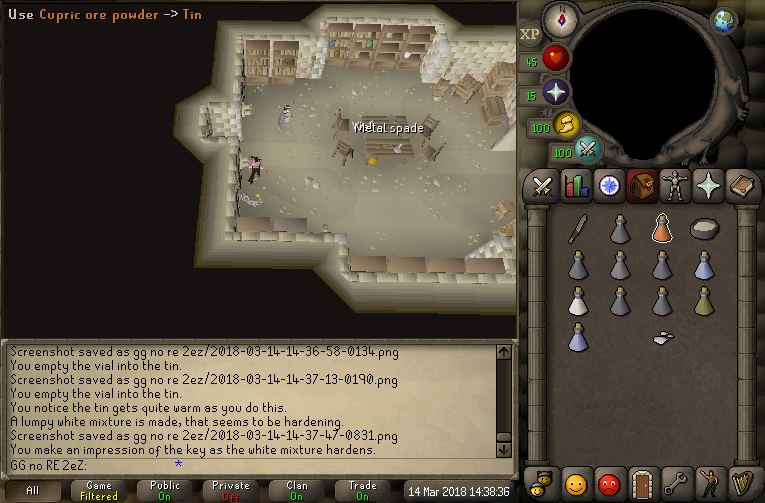 Use Cupric ore powder -> Tin
N
XP
45
15
100
100
Metal spade
Screenshot saved as gg no re 2ez/2018-03-14-14-36-58-0134.png
You empty the vial into the tin.
Screenshot saved as gg no re 2ez/2018-03-14-14-37-13-0190.png
You empty the vial into the tin.
You notice the tin gets quite warm as you do this.
A lumpy white mixture is made, that seems to be hardening.
Screenshot saved as gg no re 2ez/2018-03-14-14-37-47-0831.png
You make an impression of the key as the white mixture hardens.
GG no RE 2eZ: *
All Game Public Private Clan Trade 14 Mar 2018 14:38:36
Filtered On Off On On